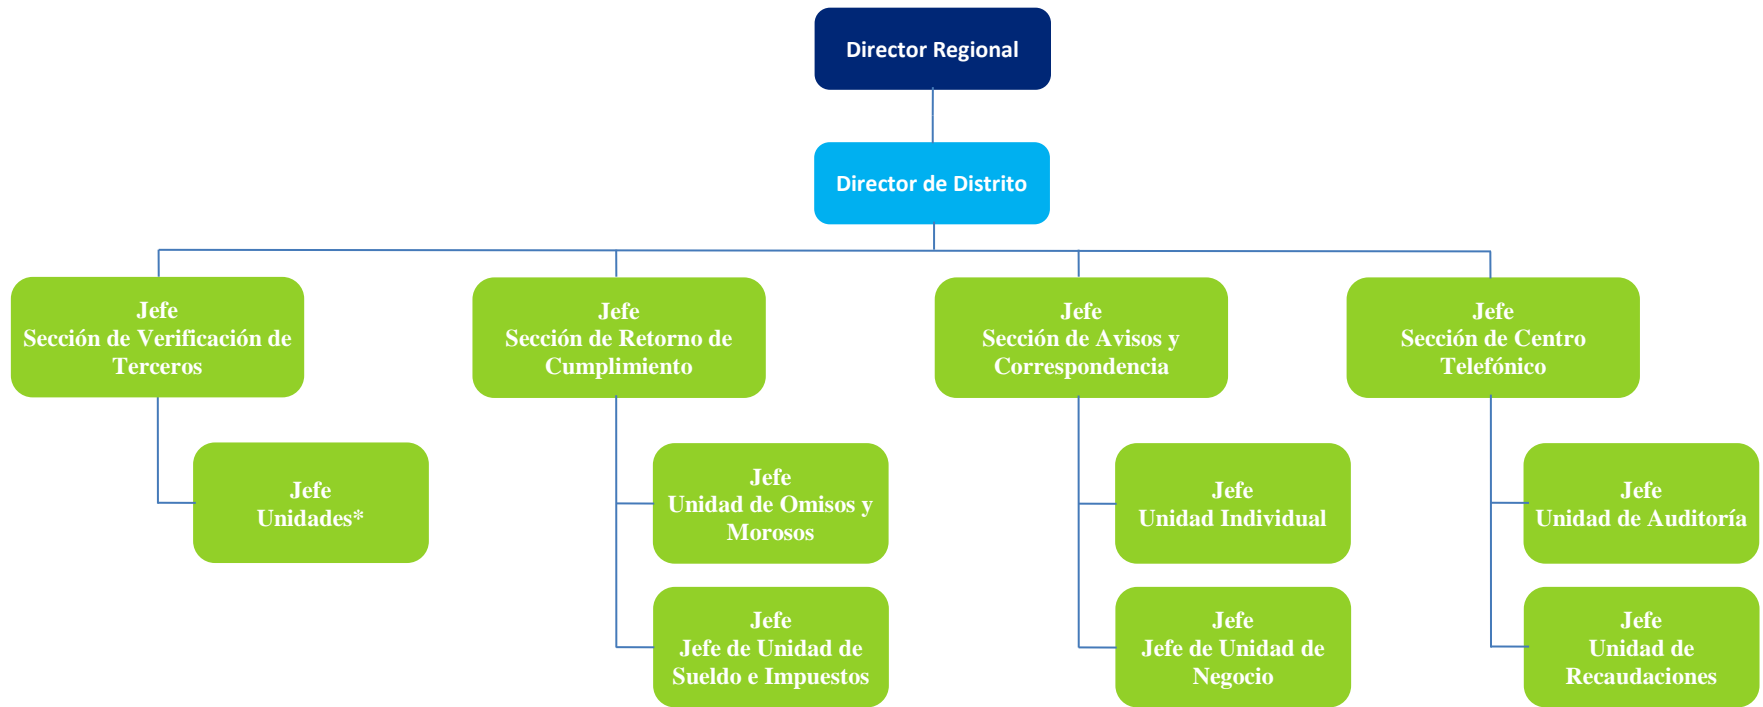 Director Regional
Director de Distrito
Jefe
Sección de Verificación de
Terceros
Jefe
Sección de Retorno de
Cumplimiento
Jefe
Sección de Avisos y
Correspondencia
Jefe
Sección de Centro
Telefónico
Jefe
Unidades*
Jefe
Unidad de Omisos y
Morosos
Jefe
Unidad Individual
Jefe
Unidad de Auditoría
Jefe
Jefe de Unidad de
Sueldo e Impuestos
Jefe
Jefe de Unidad de
Negocio
Jefe
Unidad de
Recaudaciones